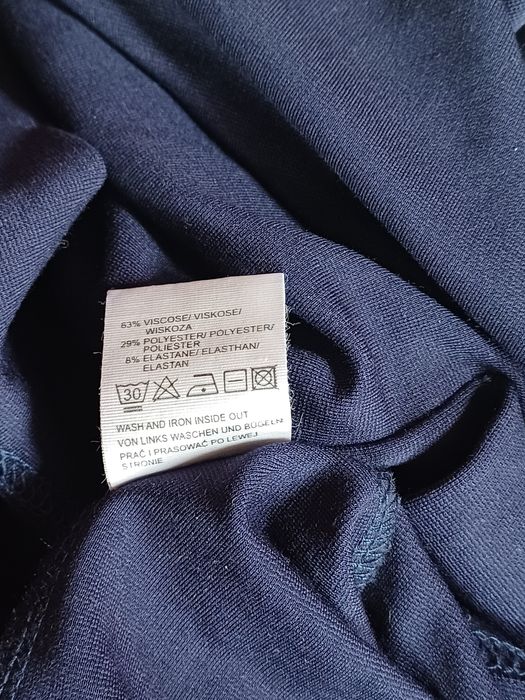 63% VISCOSE/ VISKOSE/
WISKOZA
29% POLYESTER/ POLYESTER/
POLIESTER
8% ELASTANE/ ELASTHAN/
ELASTAN
30
WASH AND IRON INSIDE OUT
VON LINKS WASCHEN UND BÜGELN
PRAĆ I PRASOWAĆ PO LEWEJ
STRONIE